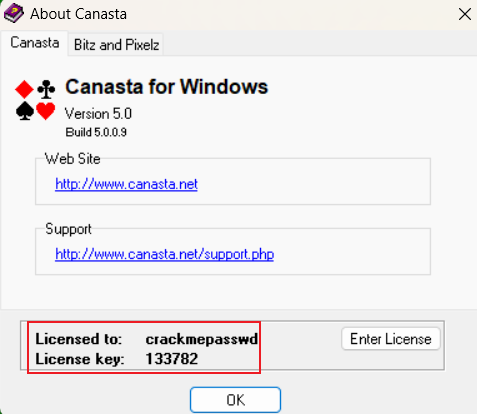 About Canasta
Canasta
Bitz and Pixelz
Canasta for Windows
Version 5.0
Build 5.0.0.9
Web Site
http://www.canasta.net
Support
http://www.canasta.net/support.php
Licensed to: crackmepasswd
Enter License
License key: 133782
OK